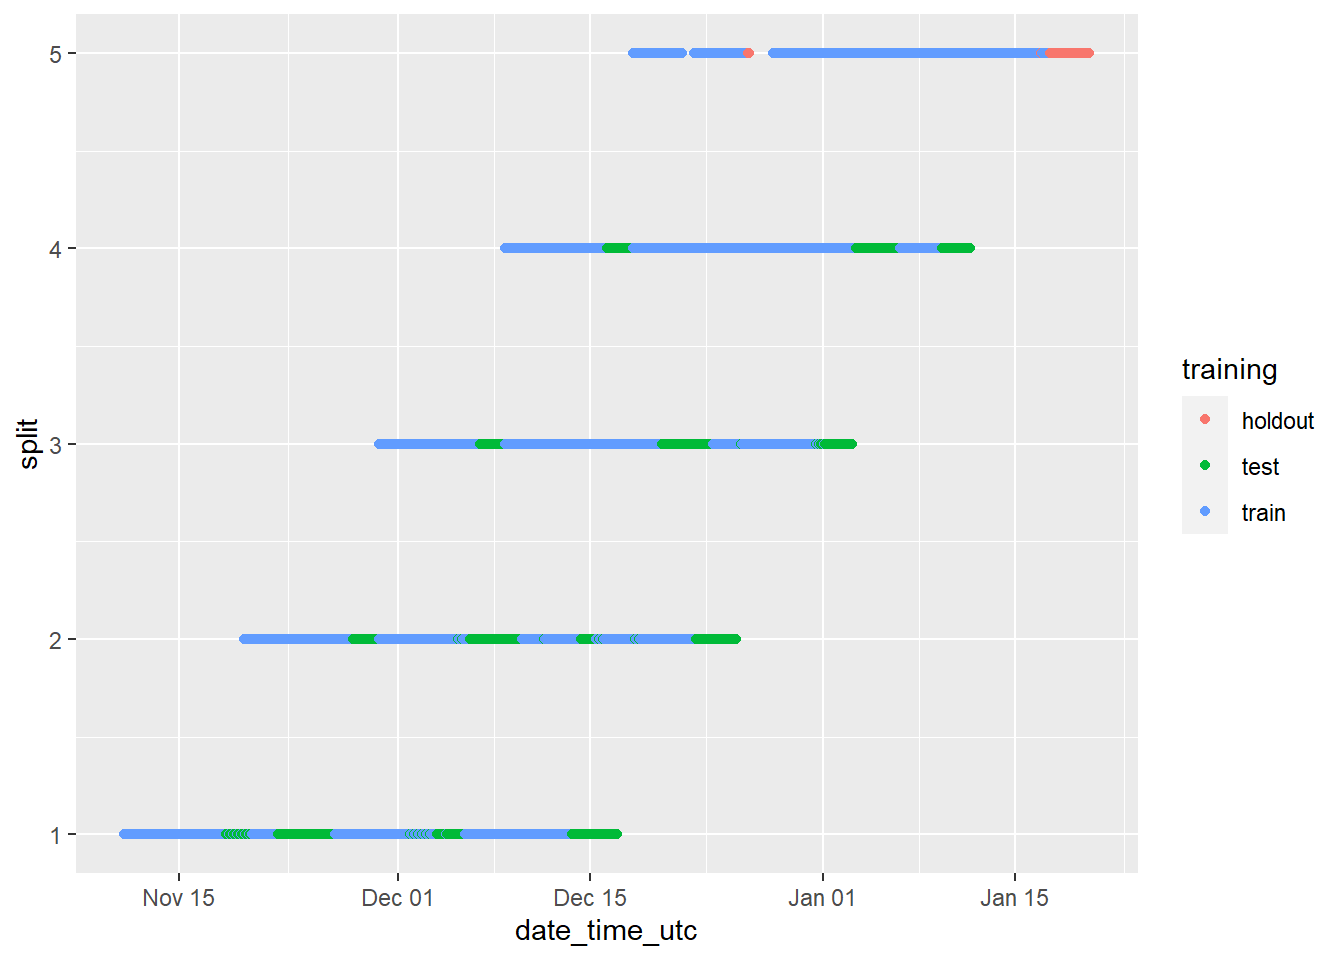 5
4
3
2
1
split
Nov 15
Dec 01
Dec 15
Jan 01
Jan 15
date_time_utc
training
holdout
test
train